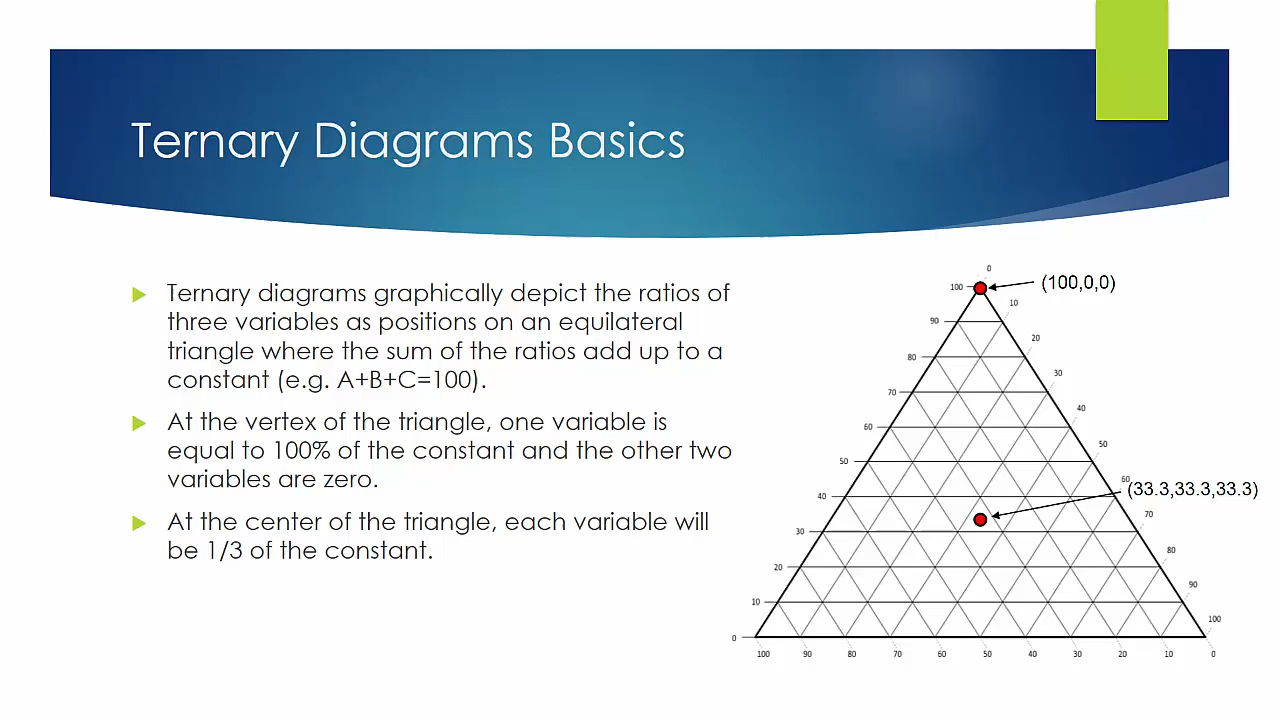 Ternary Diagrams Basics
Ternary diagrams graphically depict the ratios of
three variables as positions on an equilateral
triangle where the sum of the ratios add up to a
constant (e.g. A+B+C=100).
At the vertex of the triangle, one variable is
equal to 100% of the constant and the other two
variables are zero.
At the center of the triangle, each variable will
be 1/3 of the constant.
0
100 (100,0,0)
10
90
20
80
30
70
40
60
50
50
60
(33.3,33.3,33.3)
40
70
30
80
20
90
10
100
0
100 90 80 70 60 50 40 30 20 10 0